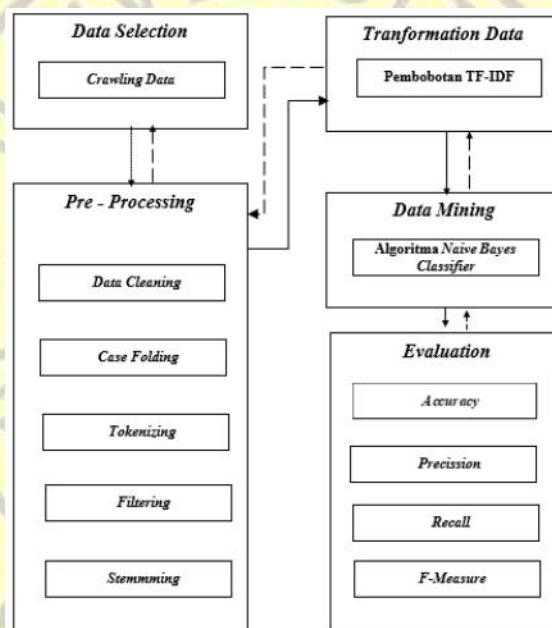 Data Selection
Crawling Data
Pre - Processing
Data Cleaning
Case Folding
Tokenizing
Filtering
Stemmming
Tranformation Data
Pembobotan TF-IDF
Data Mining
Algoritma Naive Bayes
Classifier
Evaluation
Accuracy
Precission
Recall
F-Measure